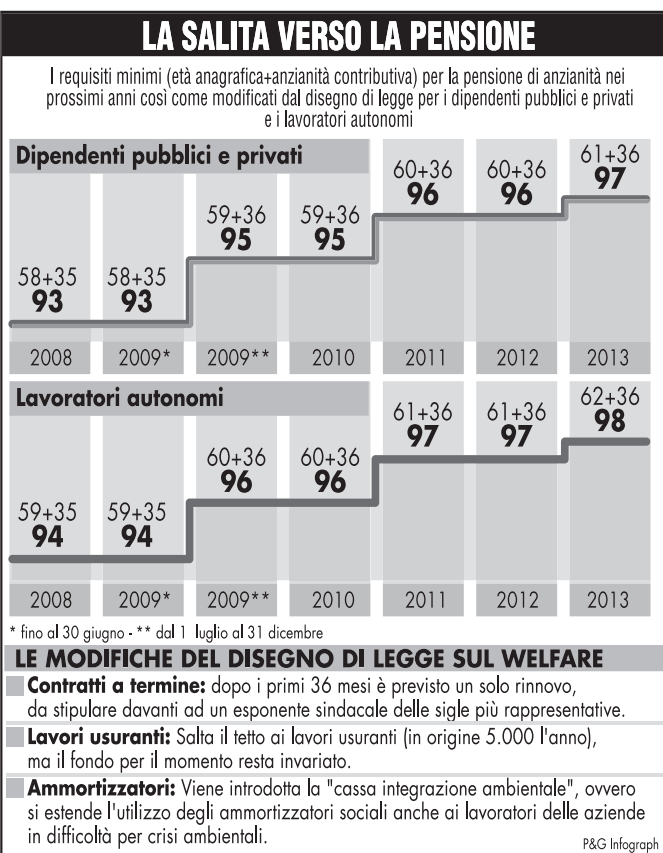 LA SALITA VERSO LA PENSIONE
I requisiti minimi (età anagrafica+anzianità contributiva) per la pensione di anzianità nei
prossimi anni così come modificati dal disegno di legge per i dipendenti pubblici e privati
e i lavoratori autonomi
Dipendenti pubblici e privati
58+35 58+35 59+36 59+36 60+36 60+36 61+36
93 93 95 95 96 96 97
2008 2009* 2009** 2010 2011 2012 2013
Lavoratori autonomi
59+35 59+35 60+36 60+36 61+36 61+36 62+36
94 94 96 96 97 97 98
2008 2009* 2009** 2010 2011 2012 2013
* fino al 30 giugno - ** dal 1 luglio al 31 dicembre
LE MODIFICHE DEL DISEGNO DI LEGGE SUL WELFARE
Contratti a termine: dopo i primi 36 mesi è previsto un solo rinnovo,
da stipulare davanti ad un esponente sindacale delle sigle più rappresentative.
Lavori usuranti: Salta il tetto ai lavori usuranti (in origine 5.000 l'anno),
ma il fondo per il momento resta invariato.
Ammortizzatori: Viene introdotta la "cassa integrazione ambientale", ovvero
si estende l'utilizzo degli ammortizzatori sociali anche ai lavoratori delle aziende
in difficoltà per crisi ambientali.
P&G Infograph